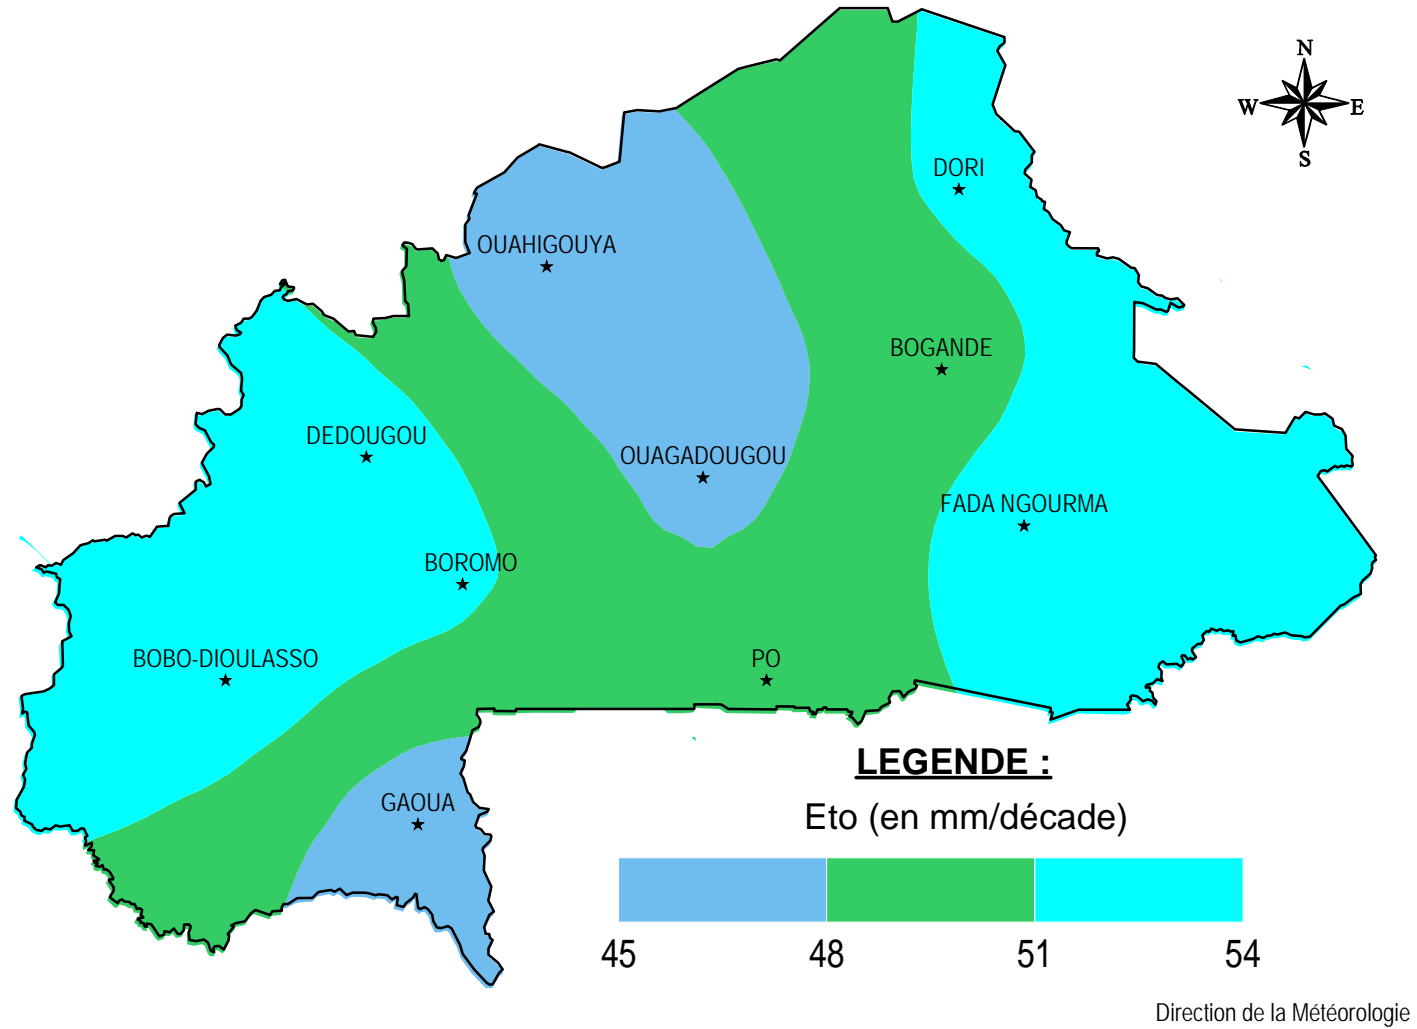 N
W E
S
DORI
OUAHIGOUYA
BOGANDE
DEDOUGOU
OUAGADOUGOU
FADA NGOURMA
BOROMO
BOBO-DIOULASSO
PO
GAOUA
LEGENDE :
Eto (en mm/décade)
45 48 51 54
Direction de la Météorologie